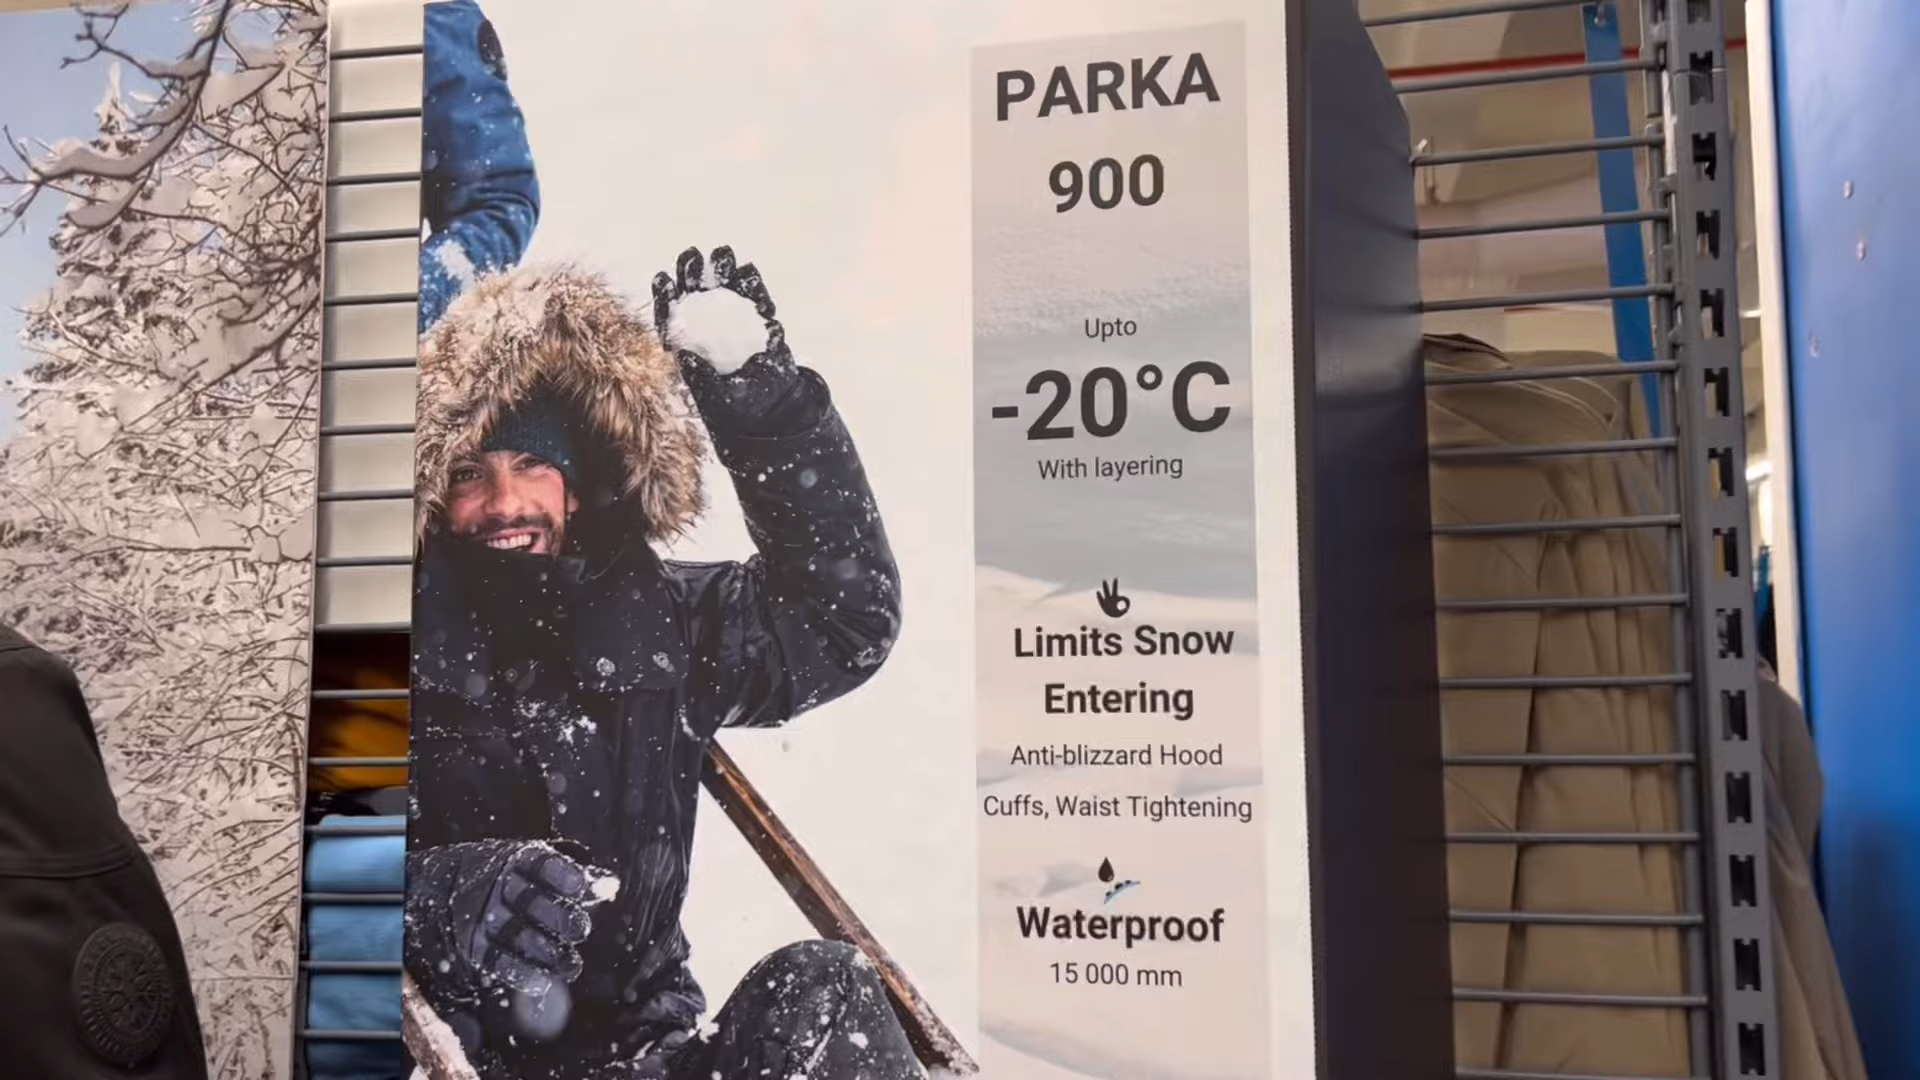 PARKA
900
Upto
-20°C
With layering
Limits Snow
Entering
Anti-blizzard Hood
Cuffs, Waist Tightening
Waterproof
15 000 mm